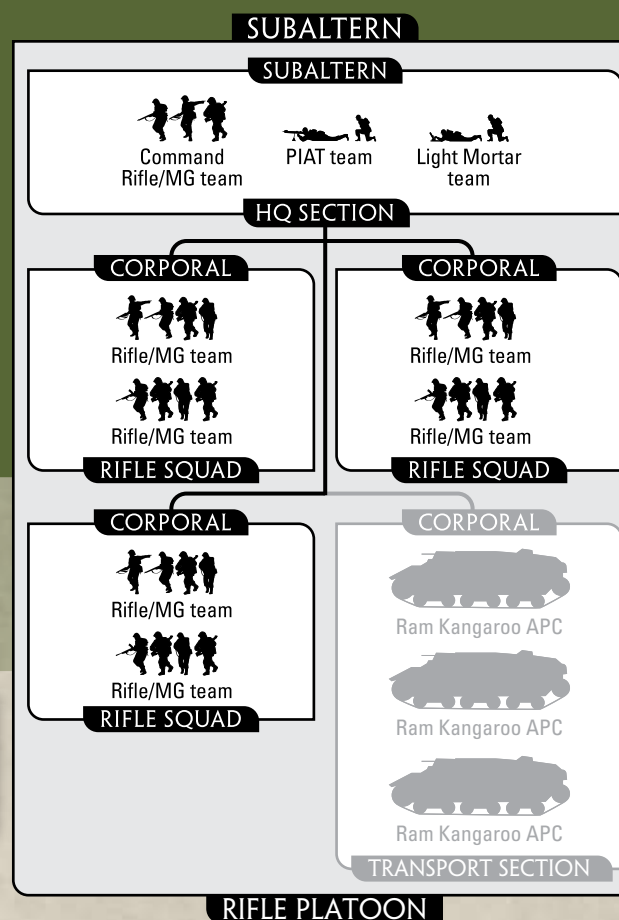 SUBALTERN
SUBALTERN
Command
Rifle/MG team
PIAT team
Light Mortar
team
HQ SECTION
CORPORAL
Rifle/MG team
Rifle/MG team
RIFLE SQUAD
CORPORAL
Rifle/MG team
Rifle/MG team
RIFLE SQUAD
CORPORAL
Rifle/MG team
Rifle/MG team
RIFLE SQUAD
CORPORAL
Ram Kangaroo APC
Ram Kangaroo APC
Ram Kangaroo APC
TRANSPORT SECTION
RIFLE PLATOON